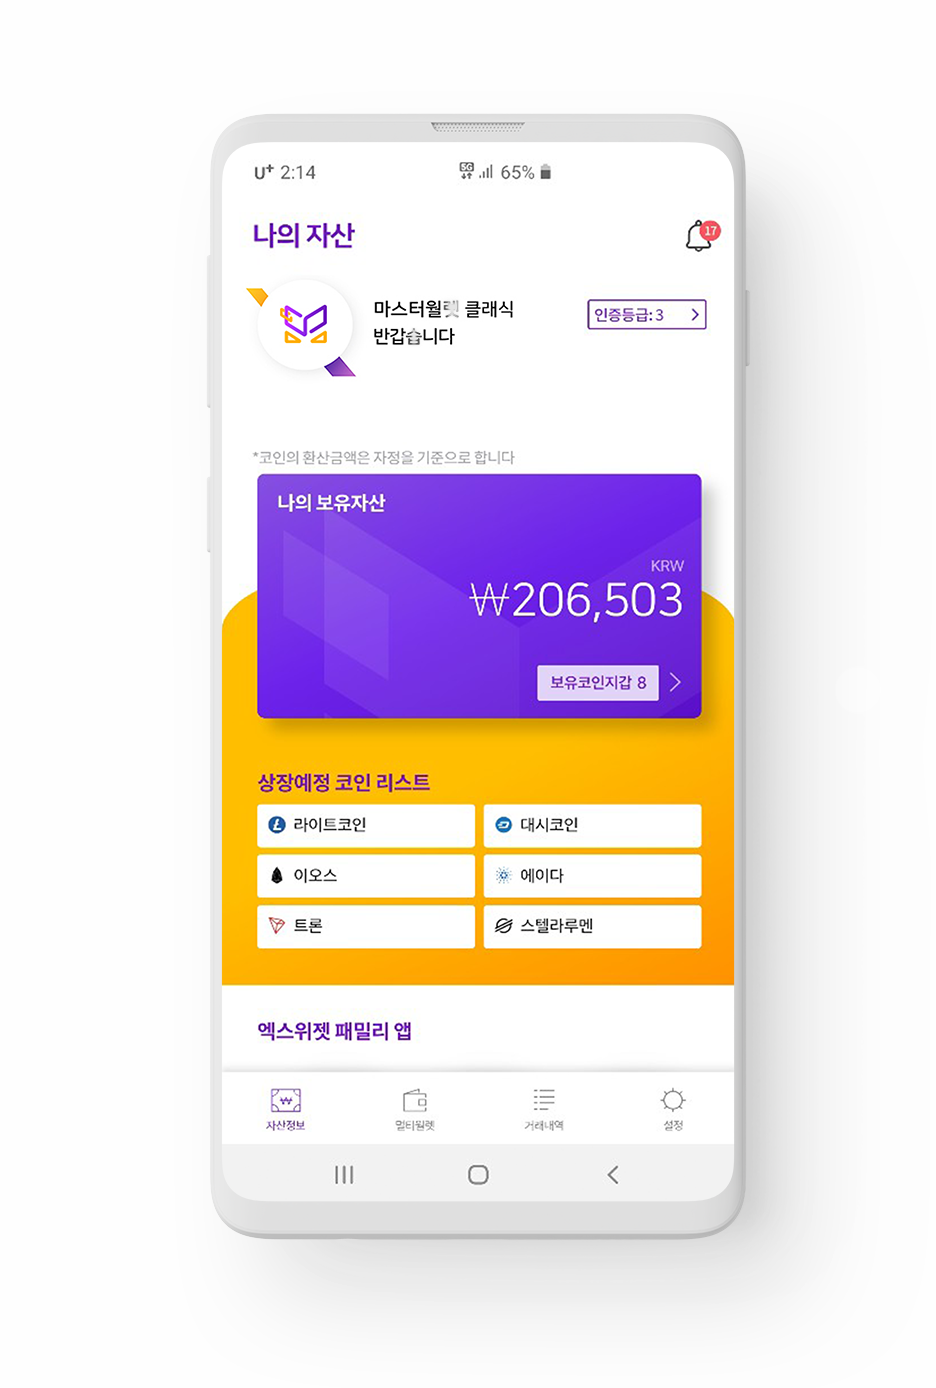 U⁺ 2:14
5G 65%
나의 자산
17
마스터월렛 클래식
반갑습니다
인증등급: 3
*코인의 환산금액은 자정을 기준으로 합니다
나의 보유자산
KRW
₩206,503
보유코인지갑 8
상장예정 코인 리스트
라이트코인
대시코인
이오스
에이다
트론
스텔라루멘
엑스위젯 패밀리 앱
자산정보
멀티월렛
거래내역
설정